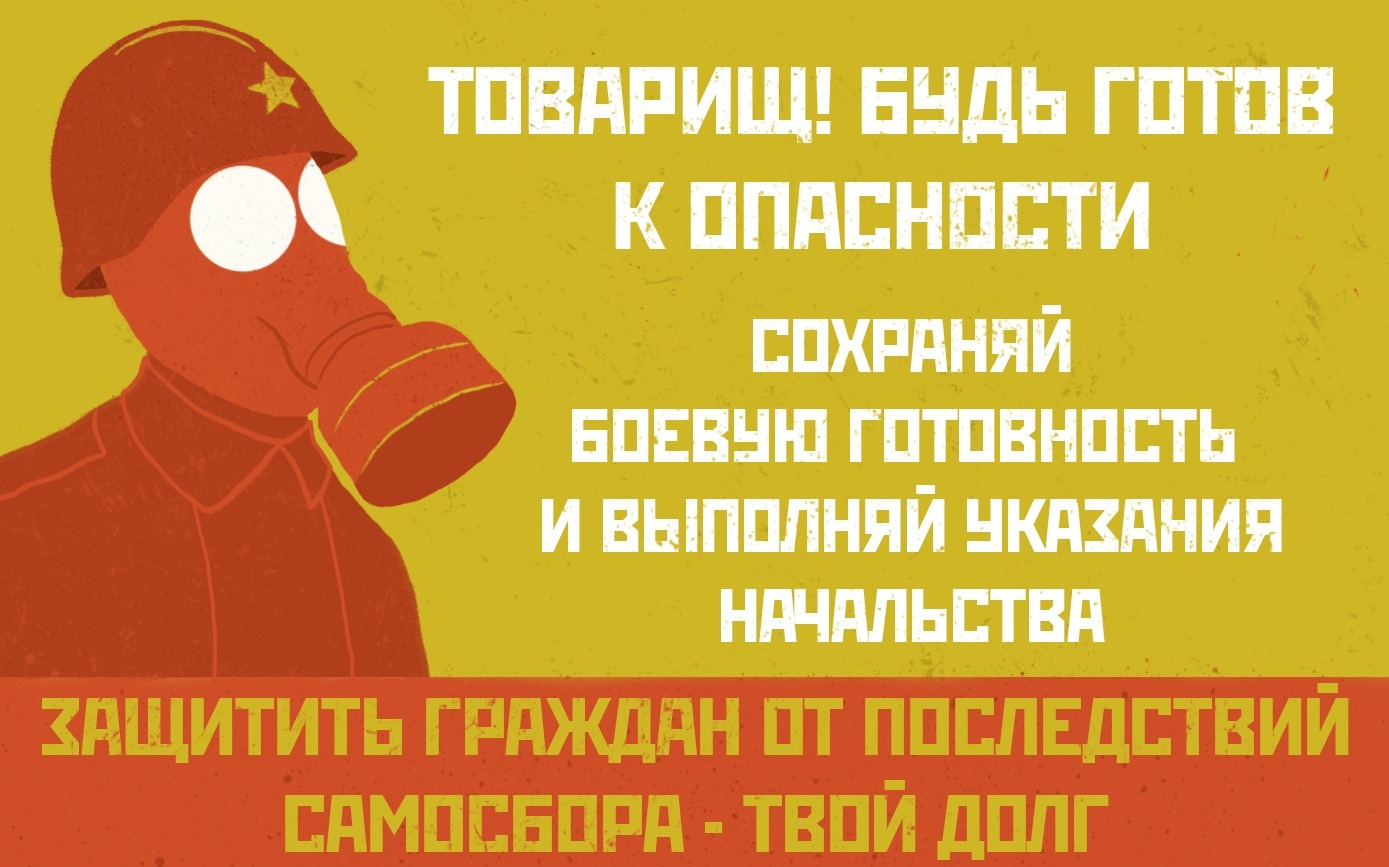 ТОВАРИЩ! БУДЬ ГОТОВ
К ОПАСНОСТИ
СОХРАНЯЙ
БОЕВУЮ ГОТОВНОСТЬ
И ВЫПОЛНЯЙ УКАЗАНИЯ
НАЧАЛЬСТВА
ЗАЩИТИТЬ ГРАЖДАН ОТ ПОСЛЕДСТВИЙ
САМОСБОРА - ТВОЙ ДОЛГ